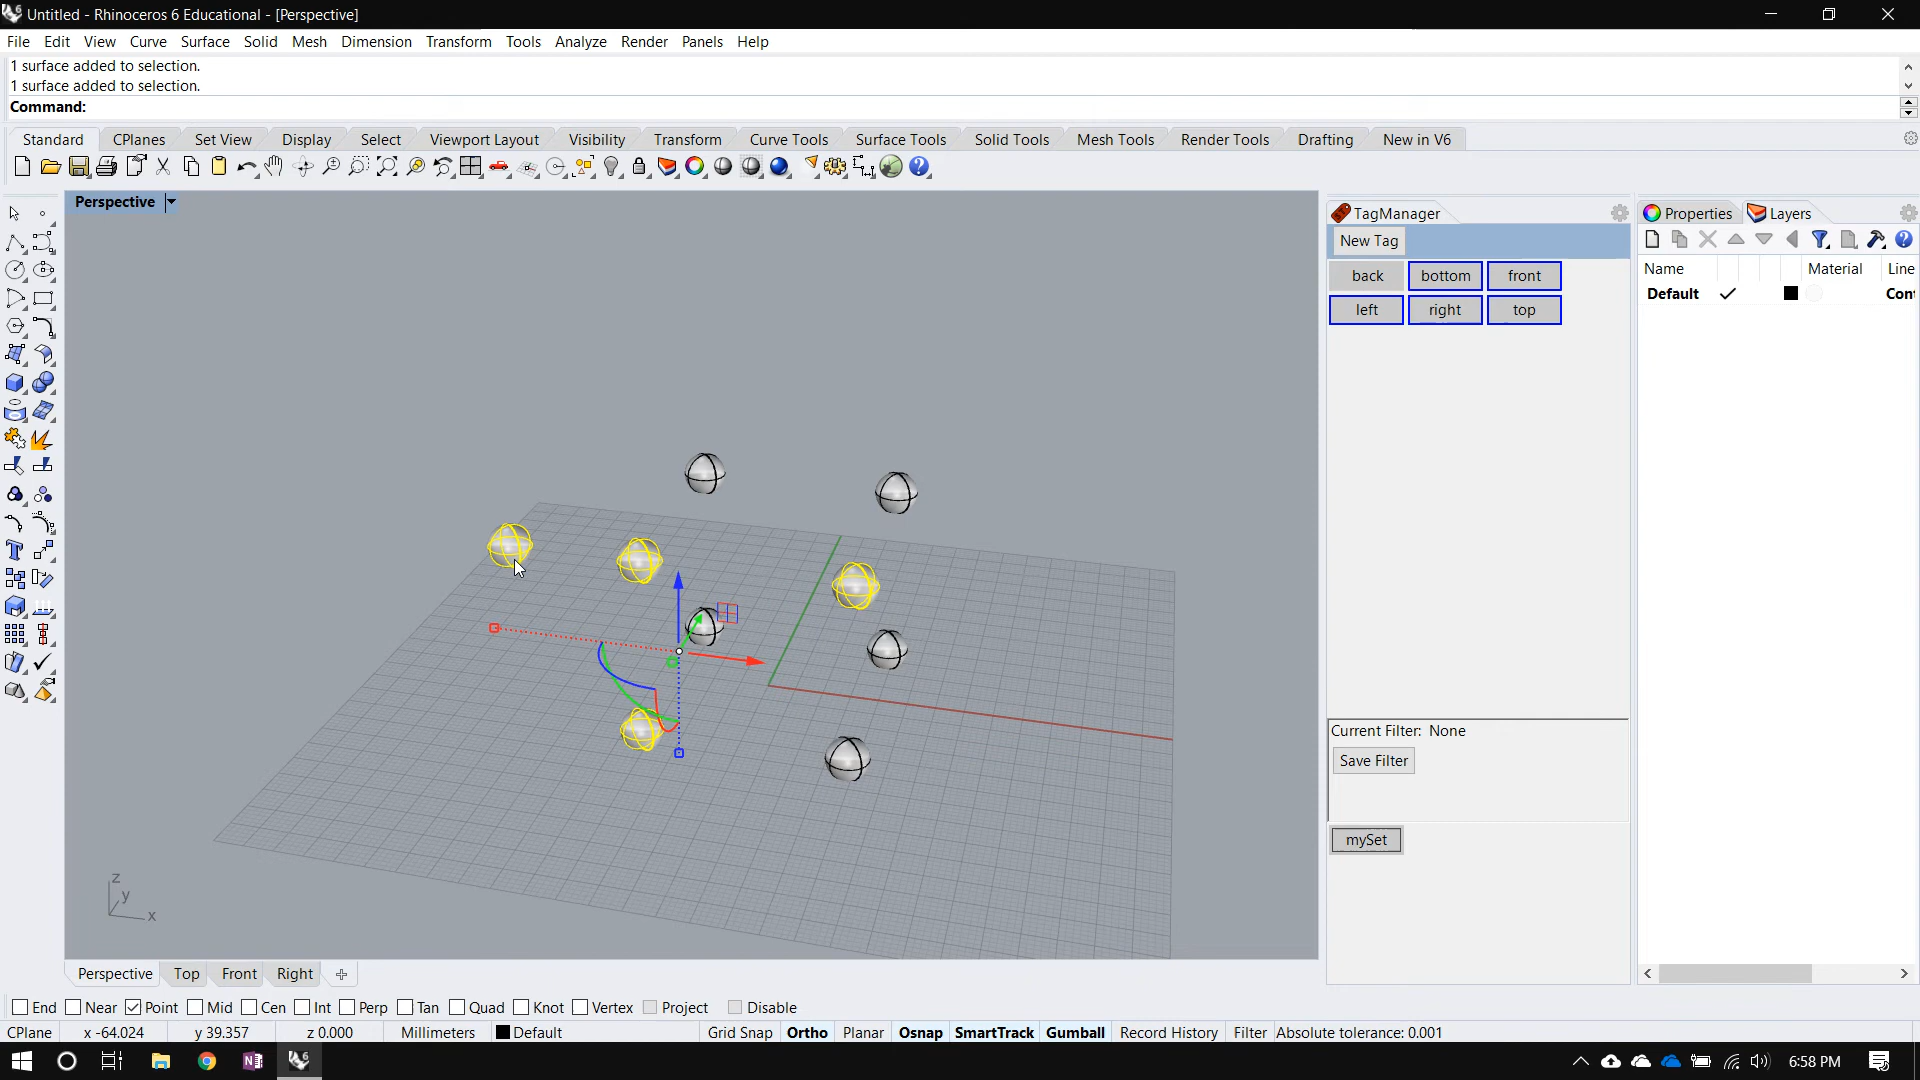 Untitled - Rhinoceros 6 Educational - [Perspective]
File Edit View Curve Surface Solid Mesh Dimension Transform Tools Analyze Render Panels Help
1 surface added to selection.
1 surface added to selection.
Command:
Standard CPlanes Set View Display Select Viewport Layout Visibility Transform Curve Tools Surface Tools Solid Tools Mesh Tools Render Tools Drafting New in V6
Perspective
TagManager
New Tag
back bottom front
left right top
Current Filter: None
Save Filter
mySet
Properties Layers
Name Material Line
Default Cont
z
y
x
Perspective Top Front Right
End Near Point Mid Cen Int Perp Tan Quad Knot Vertex Project Disable
CPlane x -64.024 y 39.357 z 0.000 Millimeters Default Grid Snap Ortho Planar Osnap SmartTrack Gumball Record History Filter Absolute tolerance: 0.001
6:58 PM